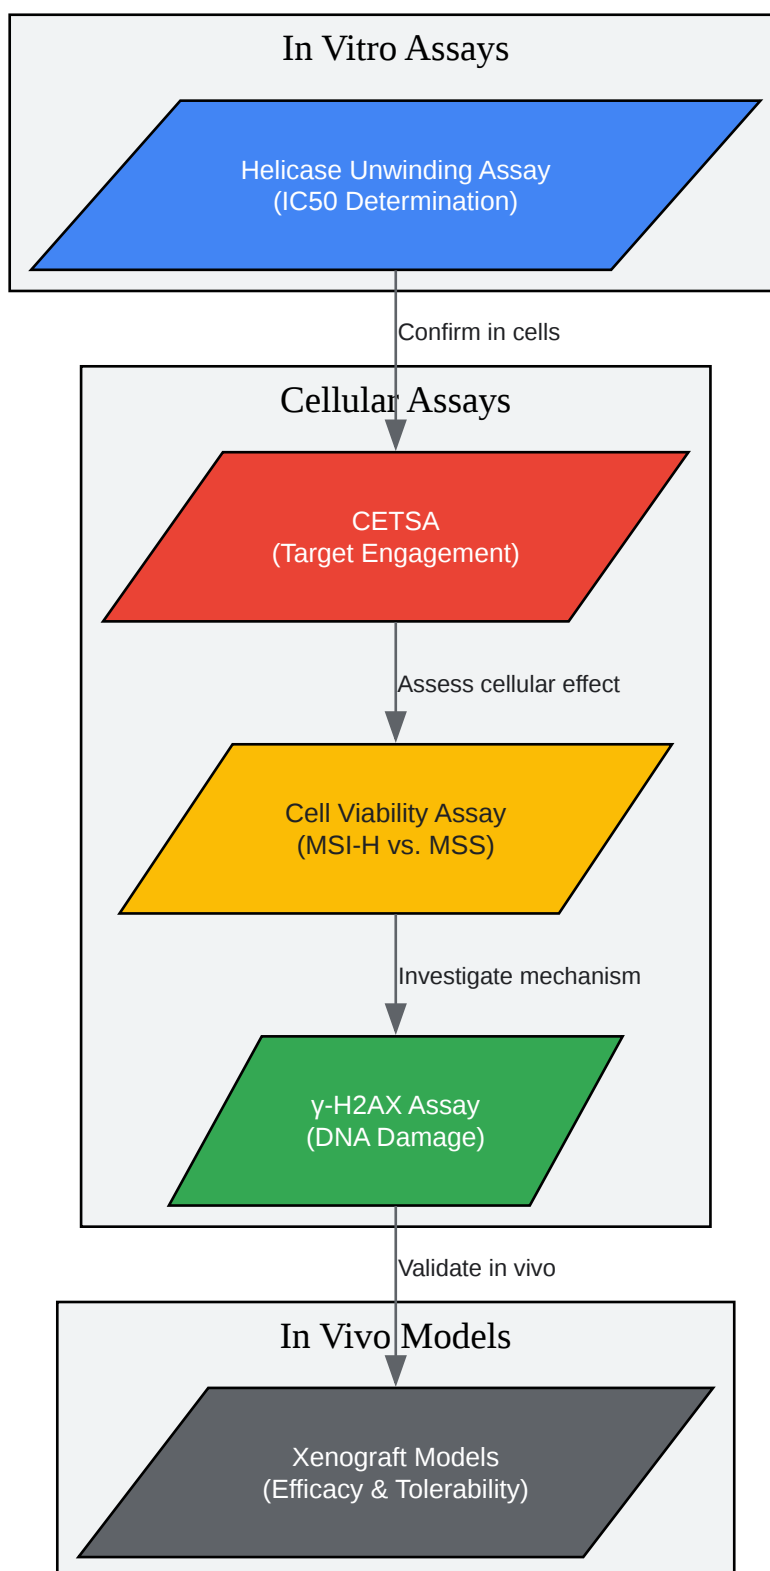 In Vitro Assays
Helicase Unwinding Assay
(IC50 Determination)
Confirm in cells
Cellular Assays
CETSA
(Target Engagement)
Assess cellular effect
Cell Viability Assay
(MSI-H vs. MSS)
Investigate mechanism
γ-H2AX Assay
(DNA Damage)
Validate in vivo
In Vivo Models
Xenograft Models
(Efficacy & Tolerability)